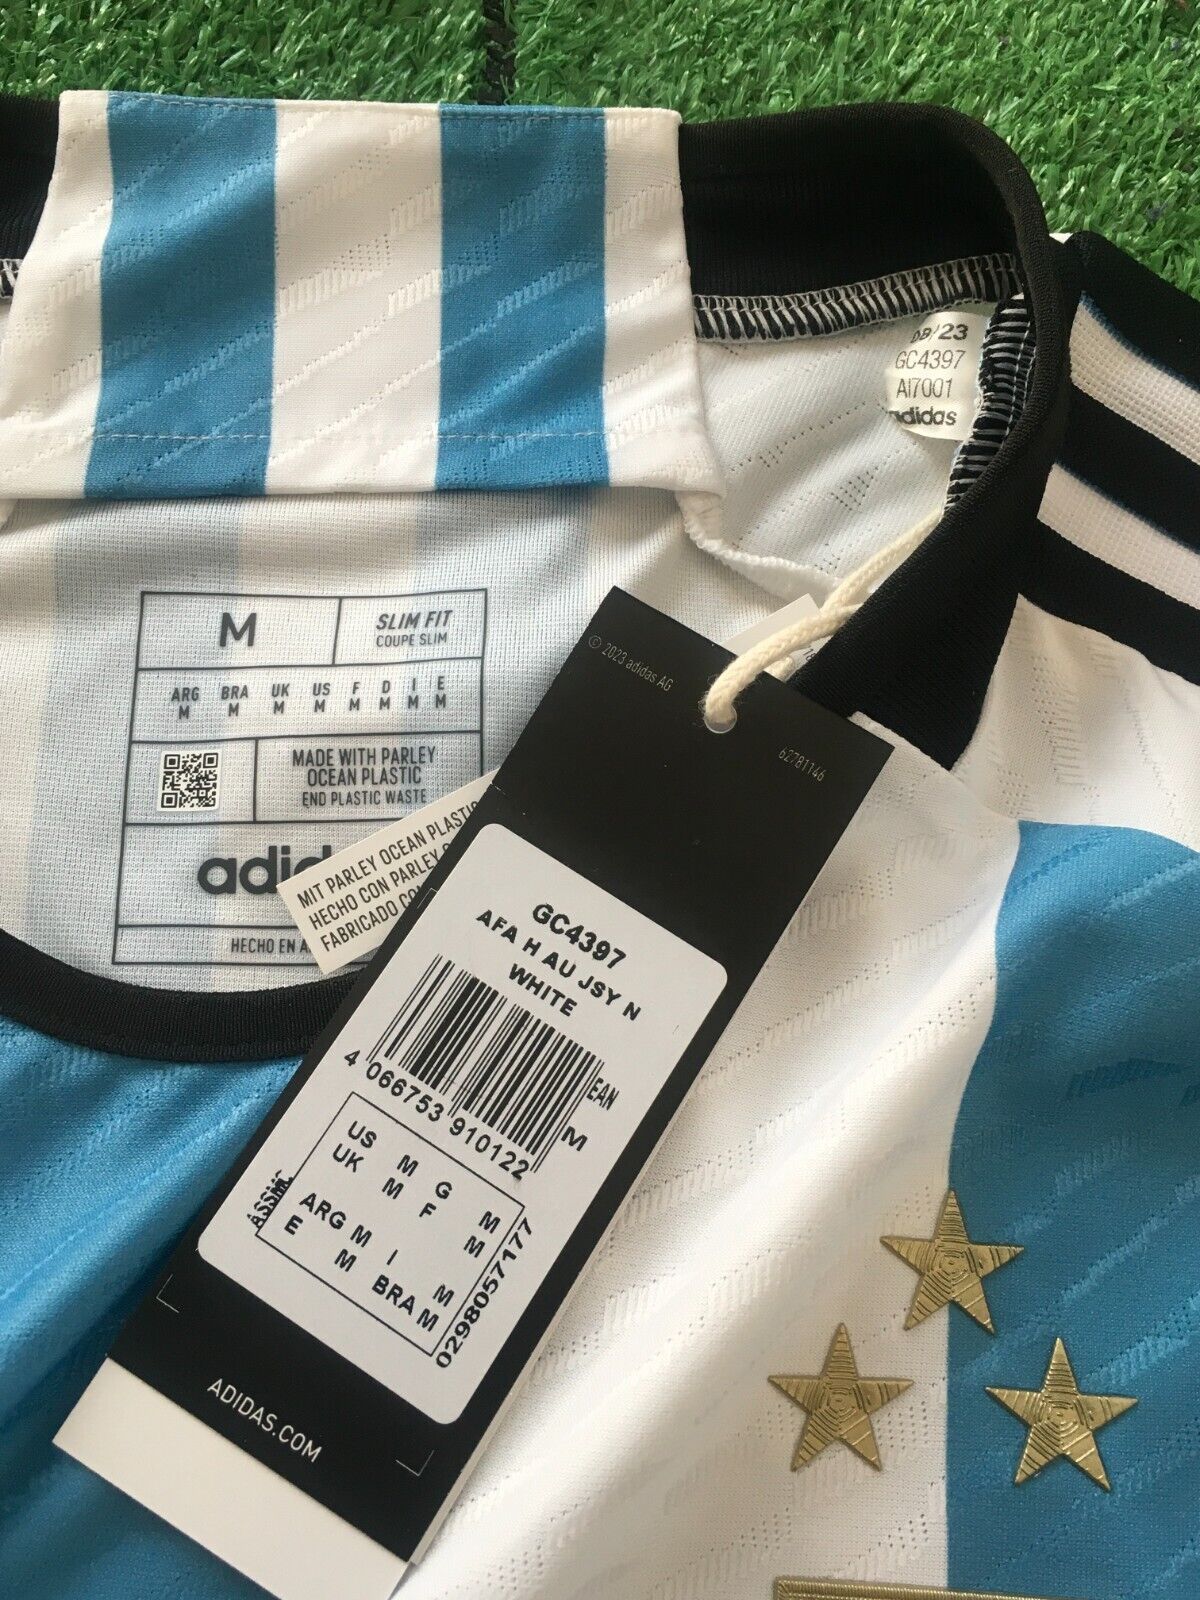 08/23
GC4397
AI7001
adidas
M
SLIM FIT
COUPE SLIM
ARG BRA UK US F D I E
M M M M M M M M
MADE WITH PARLEY
OCEAN PLASTIC
END PLASTIC WASTE
adi
HECHO EN A
MIT PARLEY OCEAN PLASTIC
HECHO CON PARLEY
FABRICADO
© 2023 adidas AG
62781146
GC4397
AFA H AU JSY N
WHITE
EAN
4 066753 910122
M
US M G M
UK M F M
ARG M I M
E M BRA M
0298057177
ADIDAS.COM